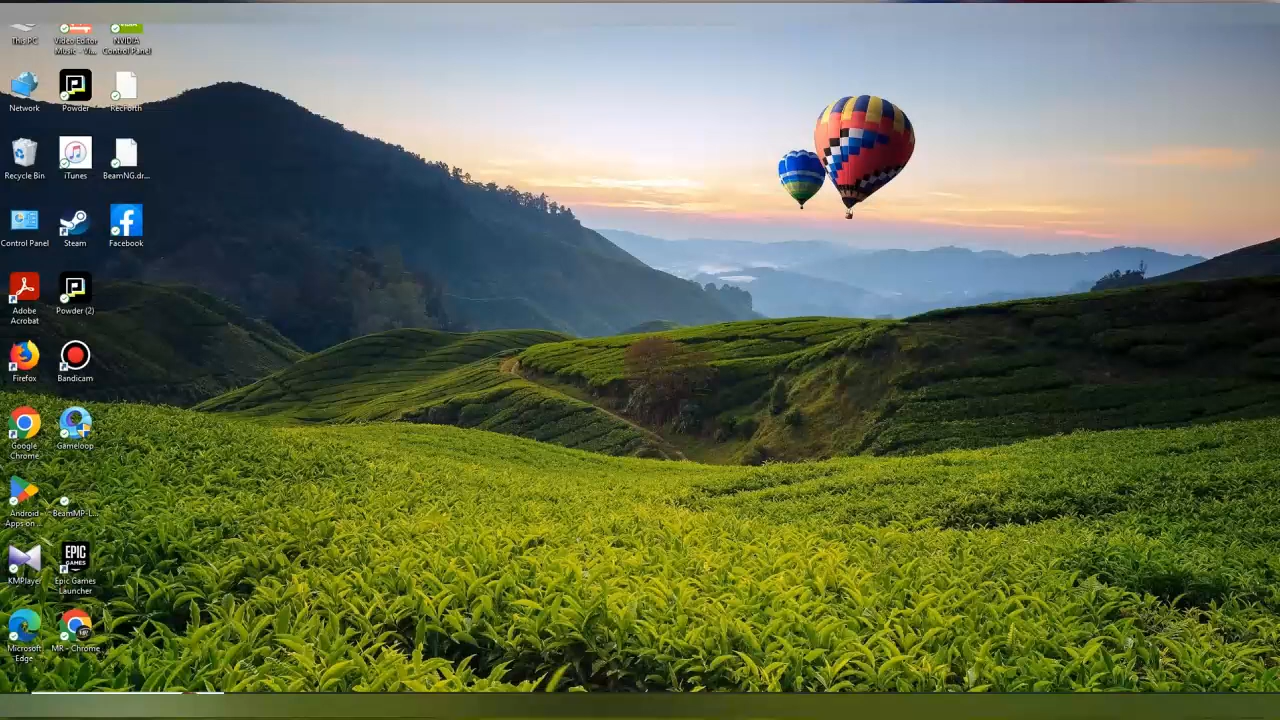 This PC
Video Editor
Music - Vi...
NVIDIA
Control Panel
Network
Powder
RecForth
Recycle Bin
iTunes
BeamNG.dr...
Control Panel
Steam
Facebook
Adobe
Acrobat
Powder (2)
Firefox
Bandicam
Google
Chrome
Gameloop
Android
Apps on ...
BeamMP-L...
KMPlayer
EPIC
GAMES
Epic Games
Launcher
Microsoft
Edge
MR - Chrome